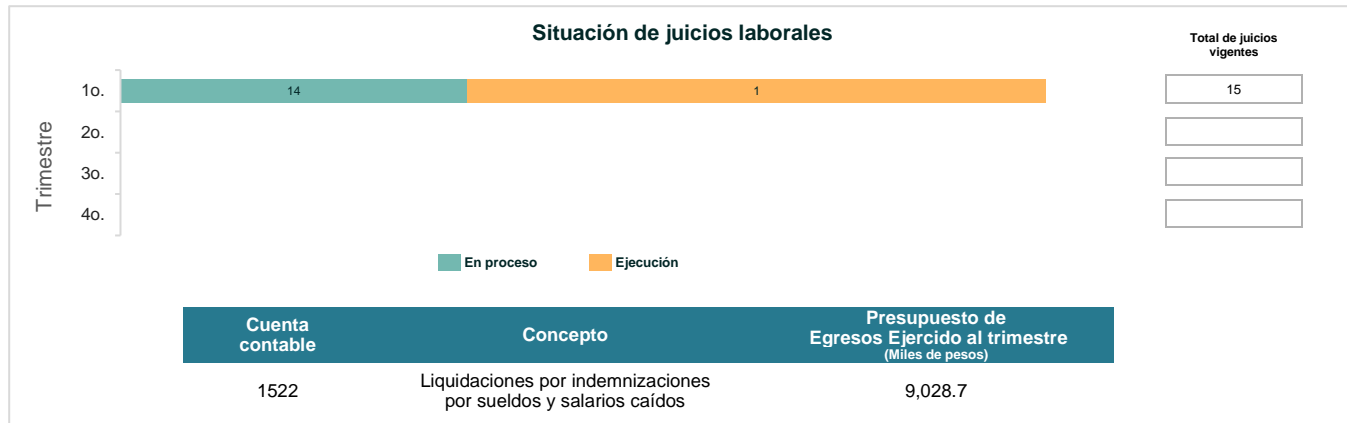 Situación de juicios laborales
Total de juicios
vigentes
Trimestre
1o.
14
1
15
2o.
3o.
4o.
En proceso
Ejecución
Cuenta
contable
Concepto
Presupuesto de
Egresos Ejercido al trimestre
(Miles de pesos)
1522
Liquidaciones por indemnizaciones
por sueldos y salarios caídos
9,028.7